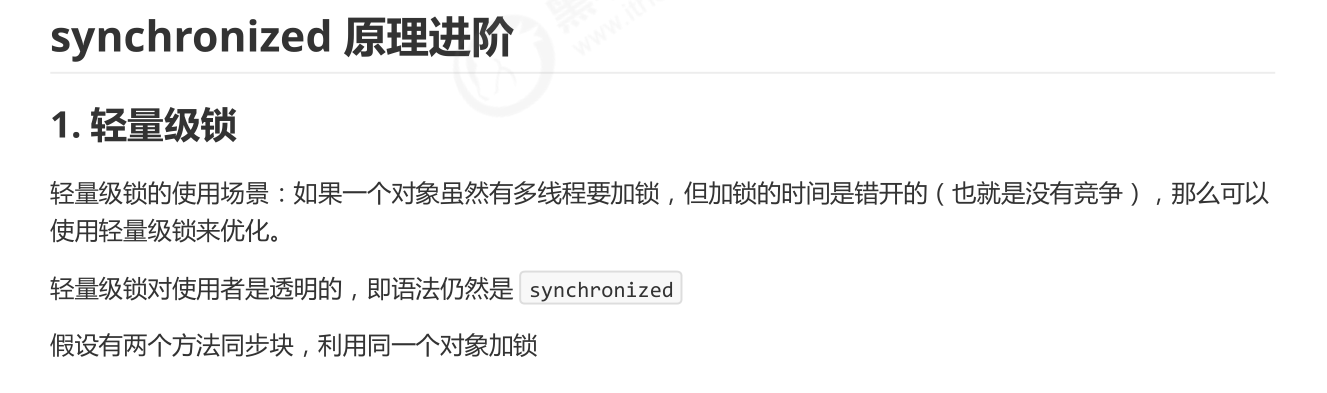 synchronized 原理进阶
1. 轻量级锁
轻量级锁的使用场景：如果一个对象虽然有多线程要加锁，但加锁的时间是错开的（也就是没有竞争），那么可以
使用轻量级锁来优化。
轻量级锁对使用者是透明的，即语法仍然是 synchronized
假设有两个方法同步块，利用同一个对象加锁